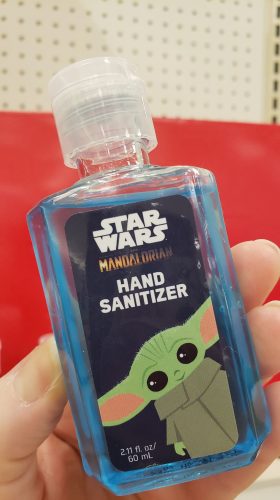 STAR
WARS
THE
MANDALORIAN
HAND
SANITIZER
2.11 fl. oz/
60 mL